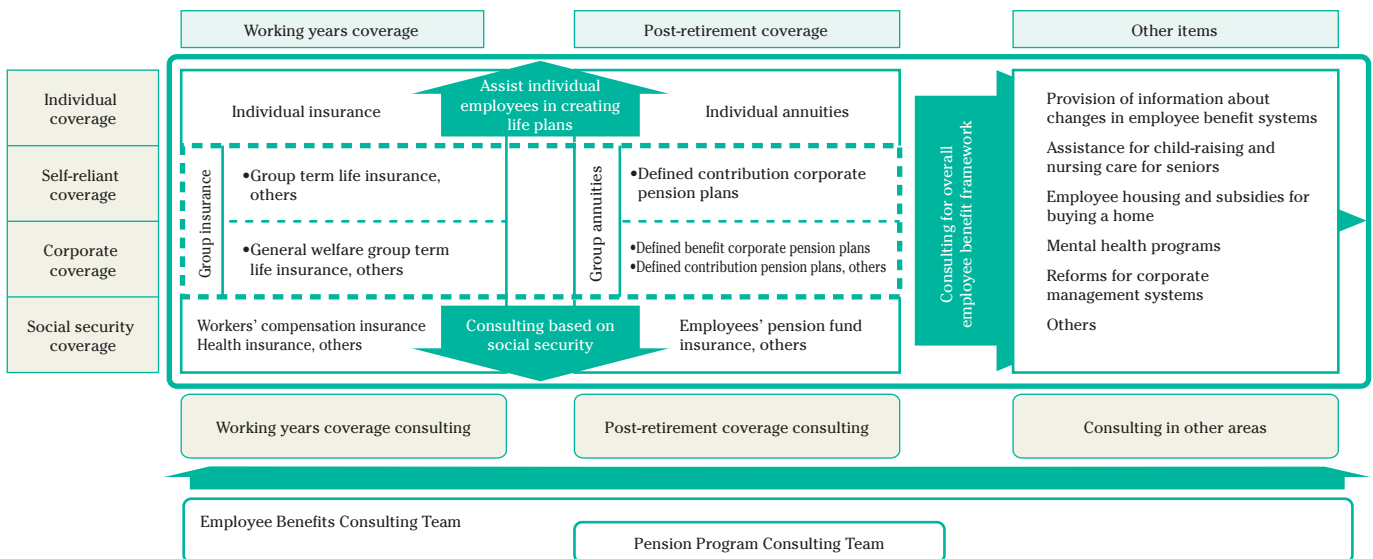 Working years coverage
Post-retirement coverage
Other items
Individual
coverage
Self-reliant
coverage
Corporate
coverage
Social security
coverage
Individual insurance
Assist individual
employees in creating
life plans
Individual annuities
Group insurance
•Group term life insurance,
others
•General welfare group term
life insurance, others
Group annuities
•Defined contribution corporate
pension plans
•Defined benefit corporate pension plans
•Defined contribution pension plans, others
Workers' compensation insurance
Health insurance, others
Consulting based on
social security
Employees' pension fund
insurance, others
Consulting for overall
employee benefit framework
Provision of information about
changes in employee benefit systems
Assistance for child-raising and
nursing care for seniors
Employee housing and subsidies for
buying a home
Mental health programs
Reforms for corporate
management systems
Others
Working years coverage consulting
Post-retirement coverage consulting
Consulting in other areas
Employee Benefits Consulting Team
Pension Program Consulting Team